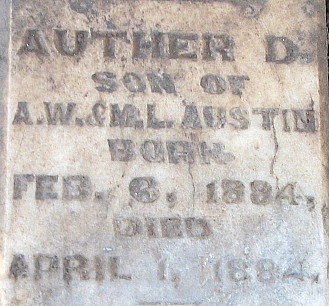 AUTHER D.
SON OF
A.W. & M.L. AUSTIN
BORN
FEB. 6, 1884,
DIED
APRIL 1, 1884.